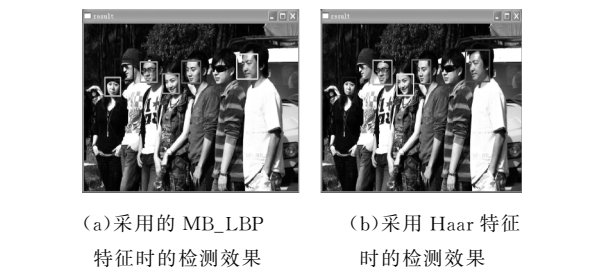 result
result
(a)采用的 MB_LBP
特征时的检测效果
(b)采用 Haar 特征
时的检测效果